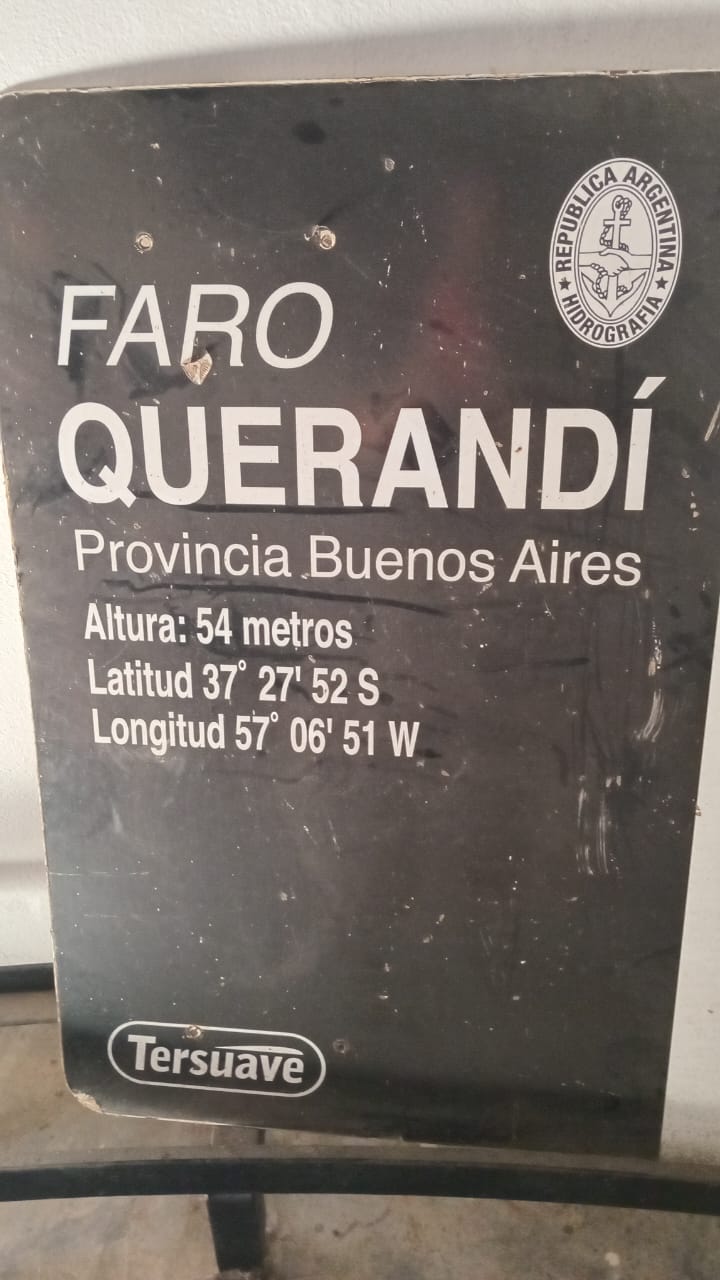 REPUBLICA ARGENTINA
★ HIDROGRAFIA ★
FARO
QUERANDÍ
Provincia Buenos Aires
Altura: 54 metros
Latitud 37° 27' 52 S
Longitud 57° 06' 51 W
Tersuave